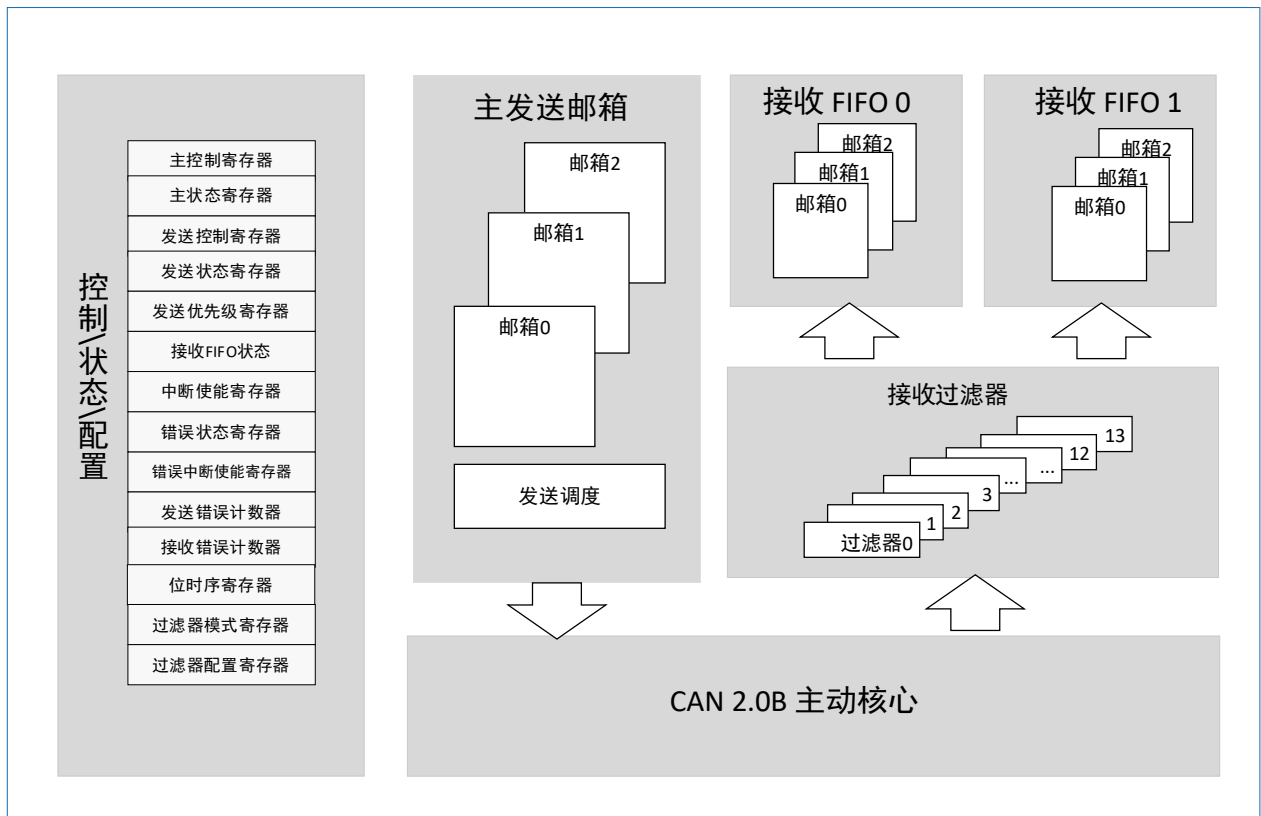 控制\状态\配置
主控制寄存器
主状态寄存器
发送控制寄存器
发送状态寄存器
发送优先级寄存器
接收FIFO状态
中断使能寄存器
错误状态寄存器
错误中断使能寄存器
发送错误计数器
接收错误计数器
位时序寄存器
过滤器模式寄存器
过滤器配置寄存器
主发送邮箱
邮箱2
邮箱1
邮箱0
发送调度
接收 FIFO 0
邮箱2
邮箱1
邮箱0
接收 FIFO 1
邮箱2
邮箱1
邮箱0
接收过滤器
13
12
...
...
3
2
1
过滤器0
CAN 2.0B 主动核心